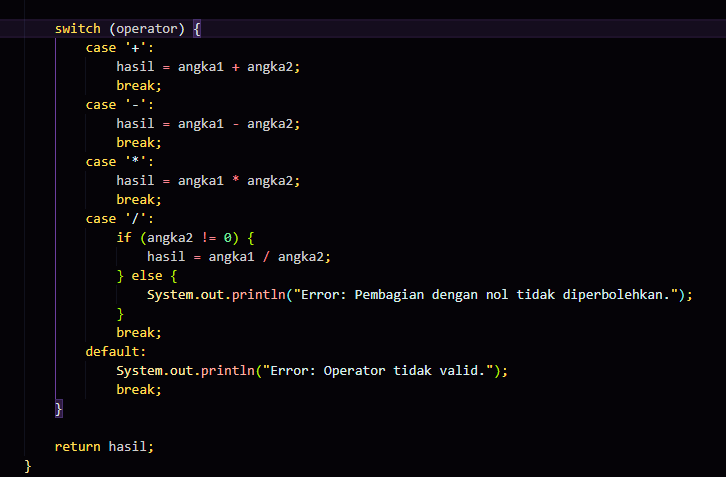 switch (operator) {
case '+':
hasil = angka1 + angka2;
break;
case '-':
hasil = angka1 - angka2;
break;
case '*':
hasil = angka1 * angka2;
break;
case '/':
if (angka2 != 0) {
hasil = angka1 / angka2;
} else {
System.out.println("Error: Pembagian dengan nol tidak diperbolehkan.");
}
break;
default:
System.out.println("Error: Operator tidak valid.");
break;
}
return hasil;
}